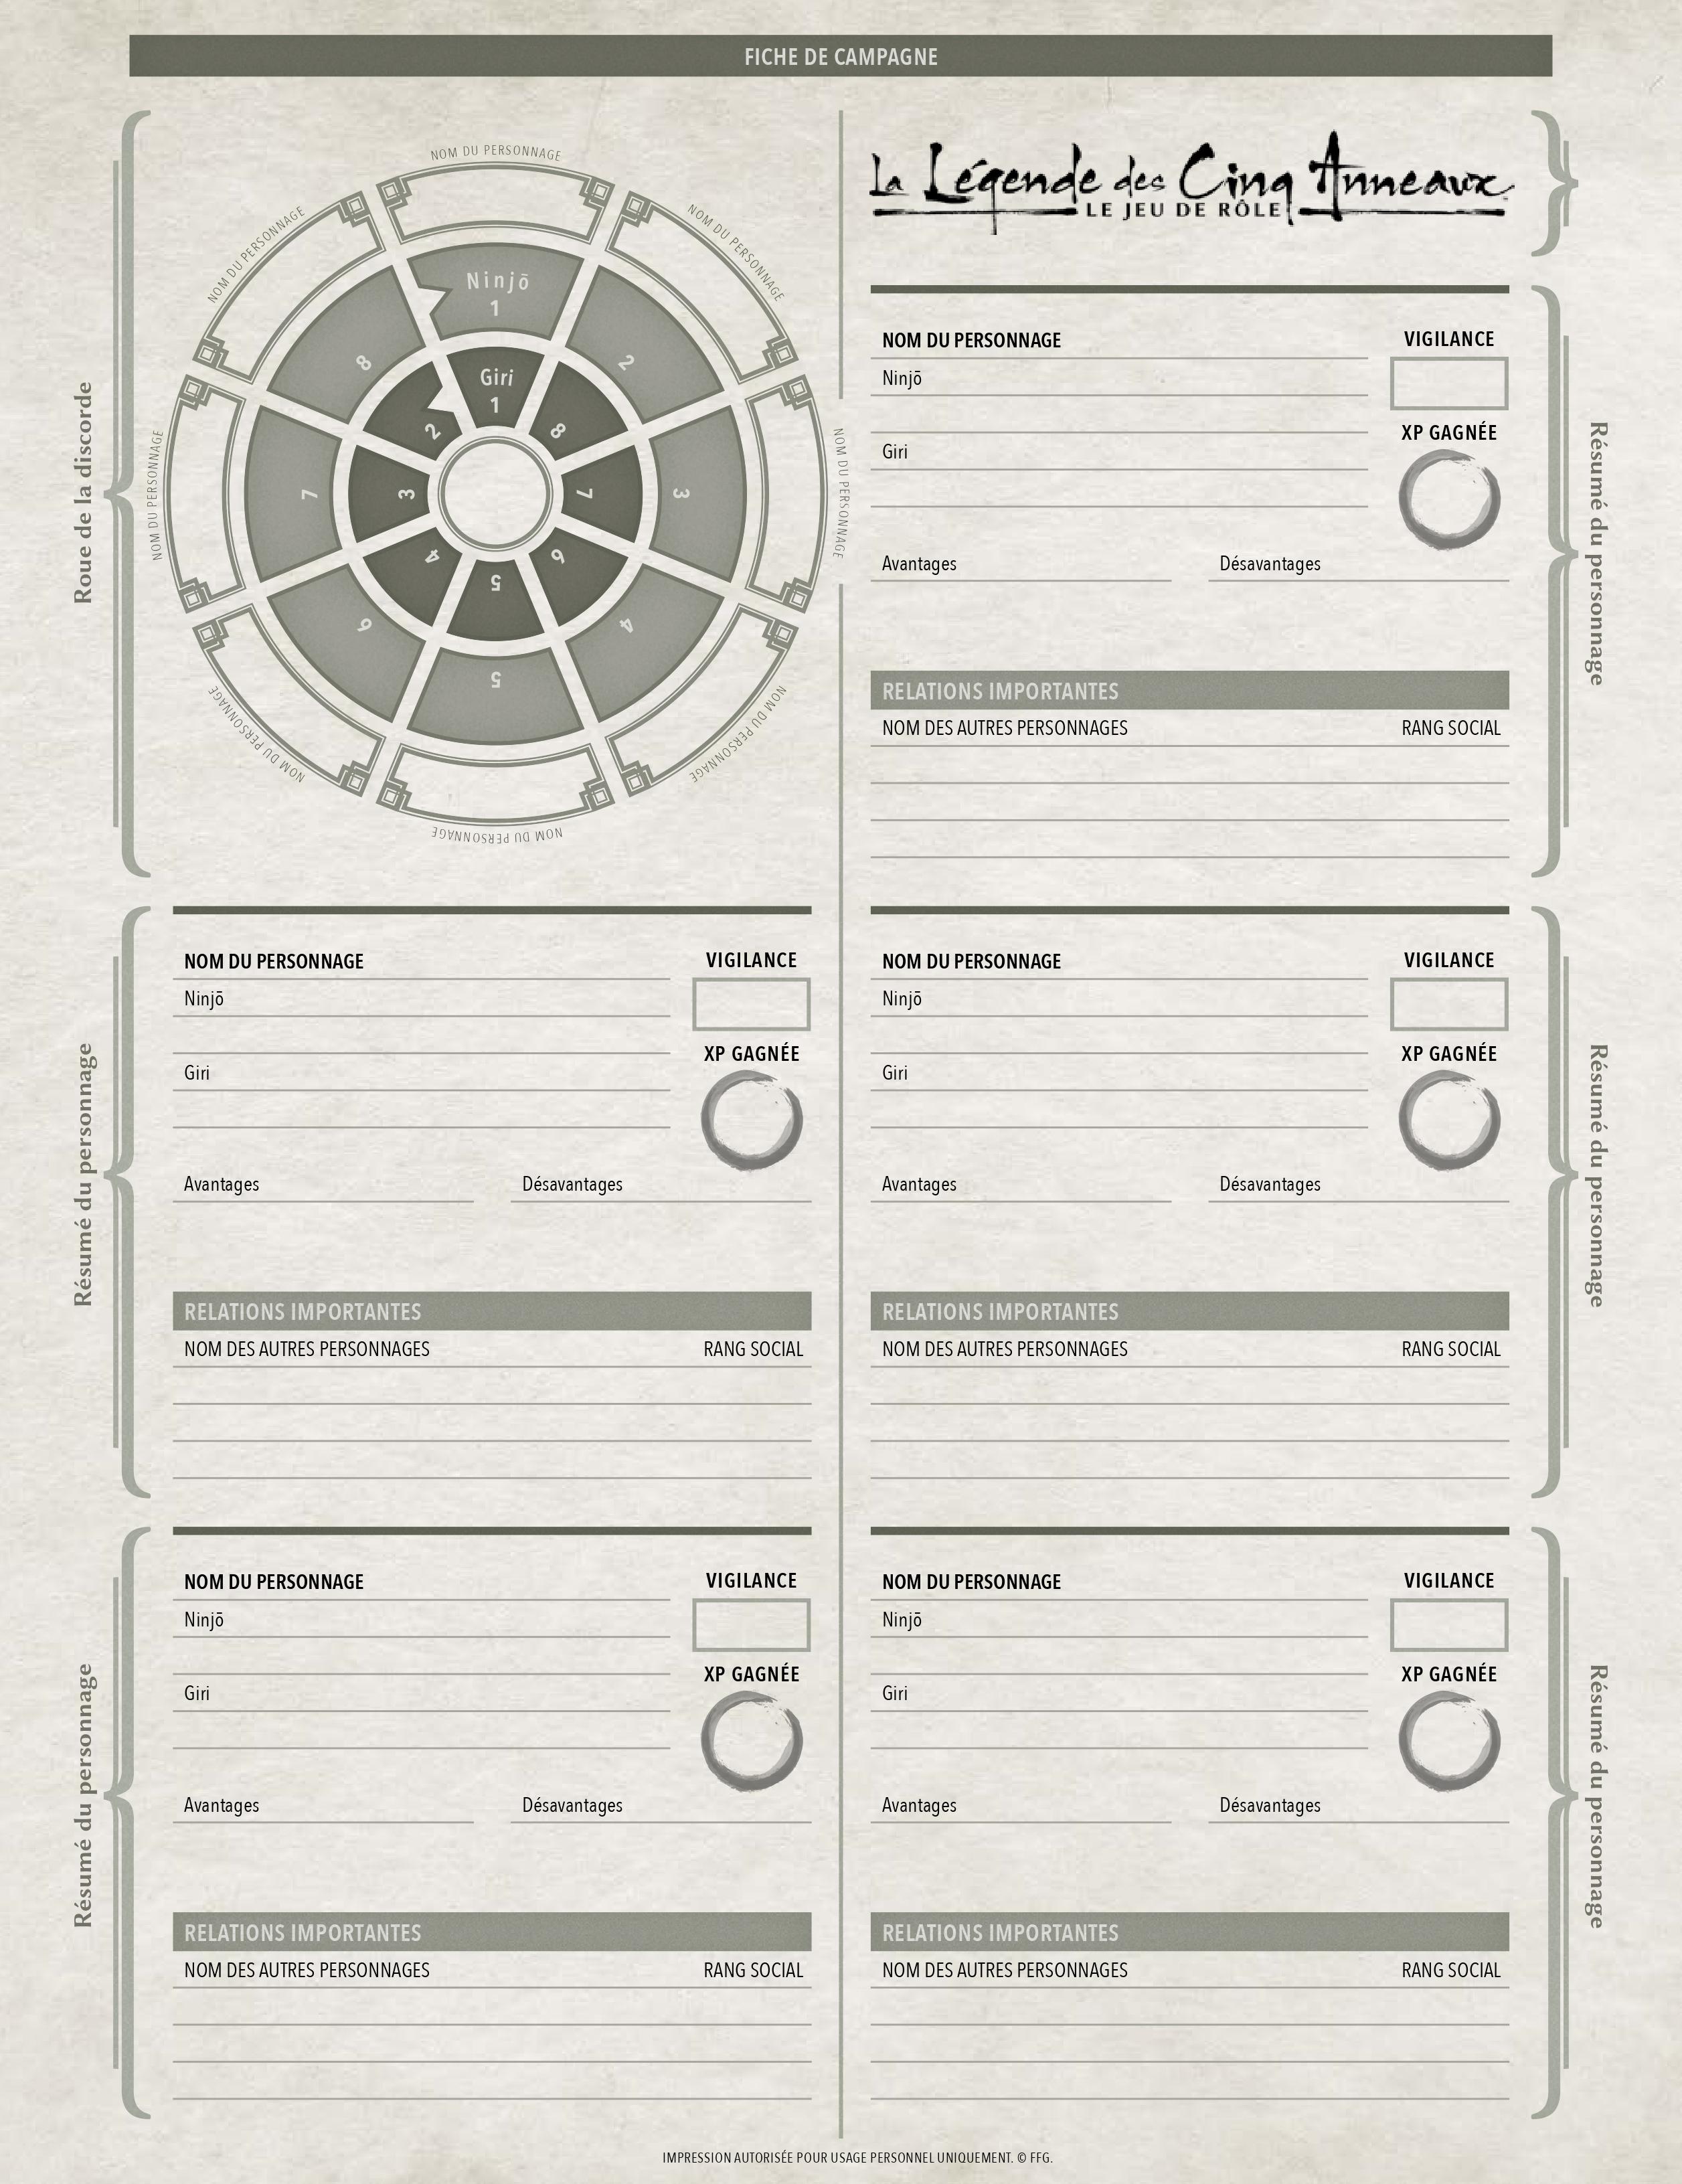 FICHE DE CAMPAGNE
Roue de la discorde
NOM DU PERSONNAGE
NOM DU PERSONNAGE
NOM DU PERSONNAGE
NOM DU PERSONNAGE
NOM DU PERSONNAGE
NOM DU PERSONNAGE
NOM DU PERSONNAGE
NOM DU PERSONNAGE
Ninjō
1
2
3
4
5
6
7
8
Giri
1
2
3
4
5
6
7
8
La Légende des Cinq Anneaux
LE JEU DE RÔLE
Résumé du personnage
NOM DU PERSONNAGE VIGILANCE
Ninjō
XP GAGNÉE
Giri
Avantages Désavantages
RELATIONS IMPORTANTES
NOM DES AUTRES PERSONNAGES RANG SOCIAL
Résumé du personnage
NOM DU PERSONNAGE VIGILANCE
Ninjō
XP GAGNÉE
Giri
Avantages Désavantages
RELATIONS IMPORTANTES
NOM DES AUTRES PERSONNAGES RANG SOCIAL
Résumé du personnage
NOM DU PERSONNAGE VIGILANCE
Ninjō
XP GAGNÉE
Giri
Avantages Désavantages
RELATIONS IMPORTANTES
NOM DES AUTRES PERSONNAGES RANG SOCIAL
Résumé du personnage
NOM DU PERSONNAGE VIGILANCE
Ninjō
XP GAGNÉE
Giri
Avantages Désavantages
RELATIONS IMPORTANTES
NOM DES AUTRES PERSONNAGES RANG SOCIAL
Résumé du personnage
NOM DU PERSONNAGE VIGILANCE
Ninjō
XP GAGNÉE
Giri
Avantages Désavantages
RELATIONS IMPORTANTES
NOM DES AUTRES PERSONNAGES RANG SOCIAL
IMPRESSION AUTORISÉE POUR USAGE PERSONNEL UNIQUEMENT. © FFG.